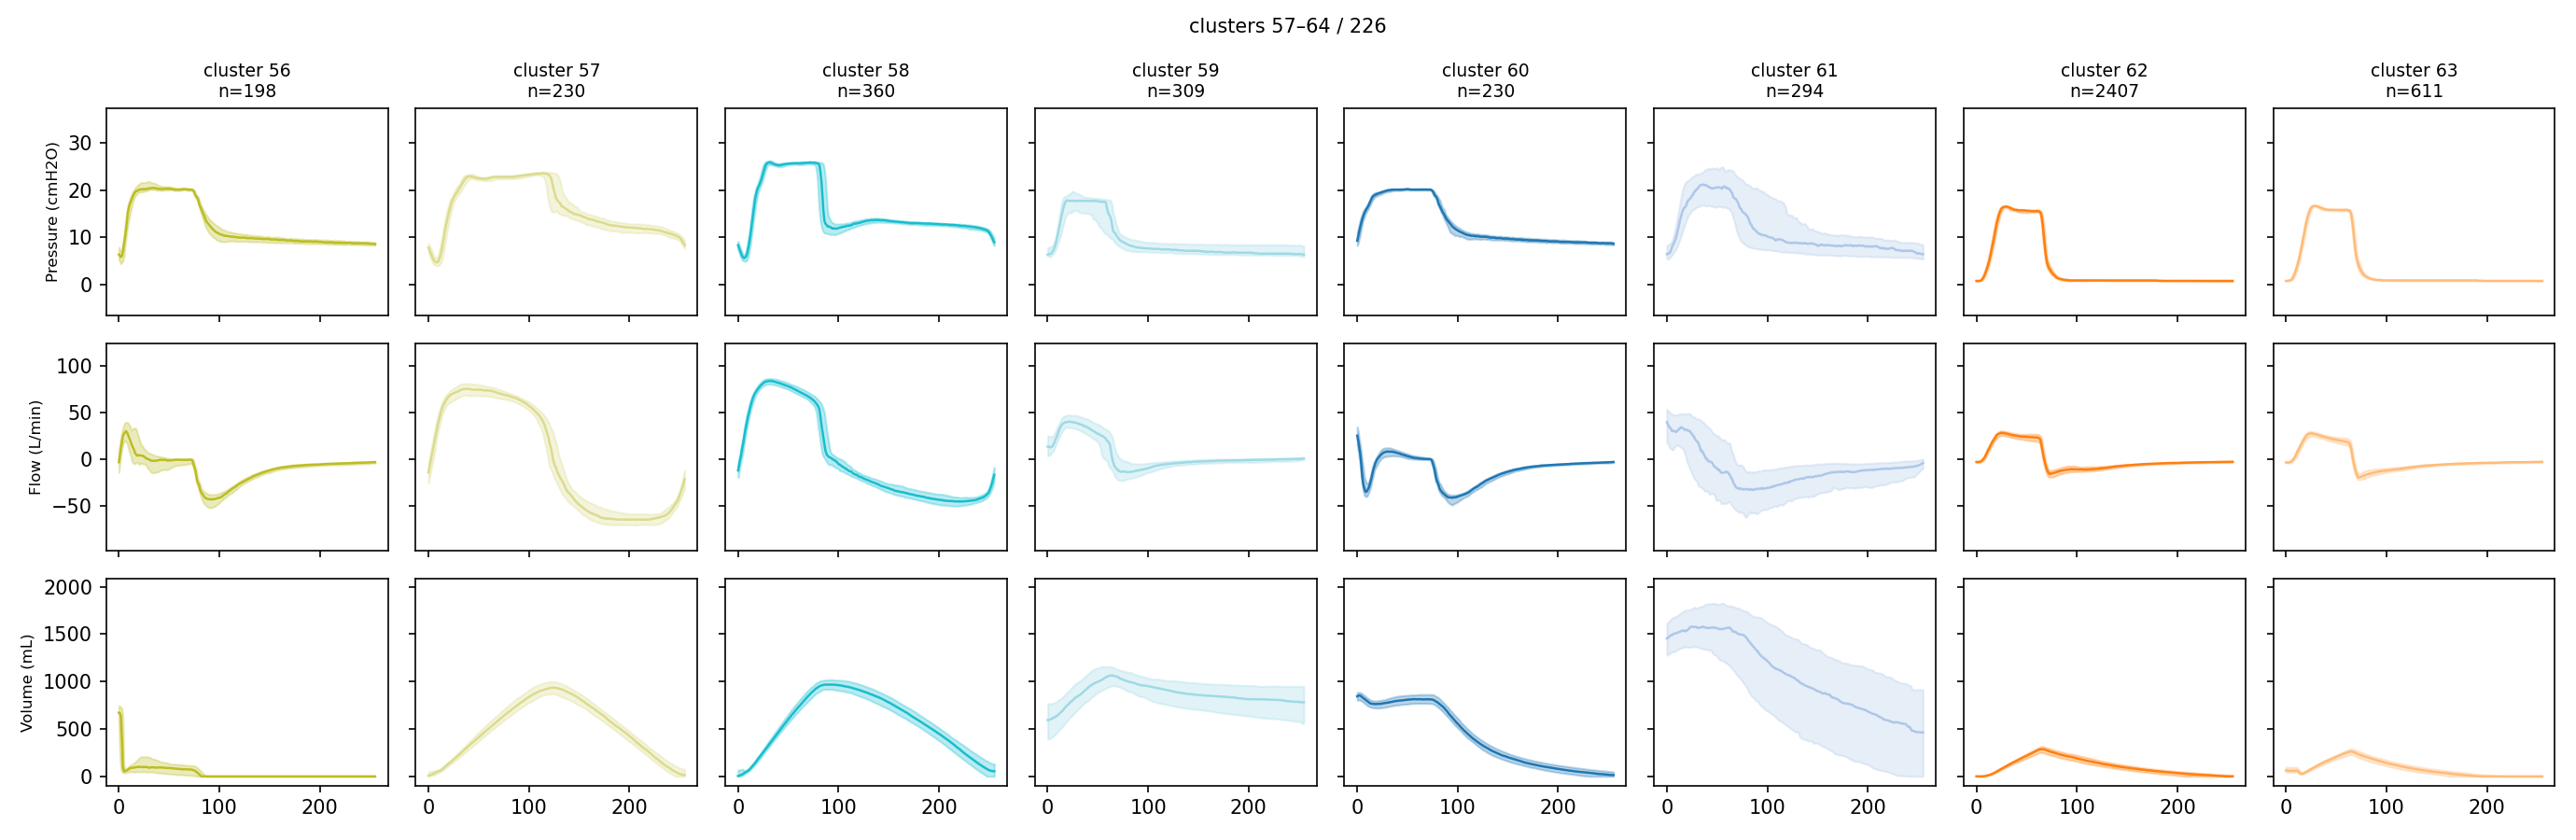 clusters 57–64 / 226
cluster 56
n=198
cluster 57
n=230
cluster 58
n=360
cluster 59
n=309
cluster 60
n=230
cluster 61
n=294
cluster 62
n=2407
cluster 63
n=611
Pressure (cmH2O)
30
20
10
0
Flow (L/min)
100
50
0
−50
Volume (mL)
2000
1500
1000
500
0
0 100 200
0 100 200
0 100 200
0 100 200
0 100 200
0 100 200
0 100 200
0 100 200